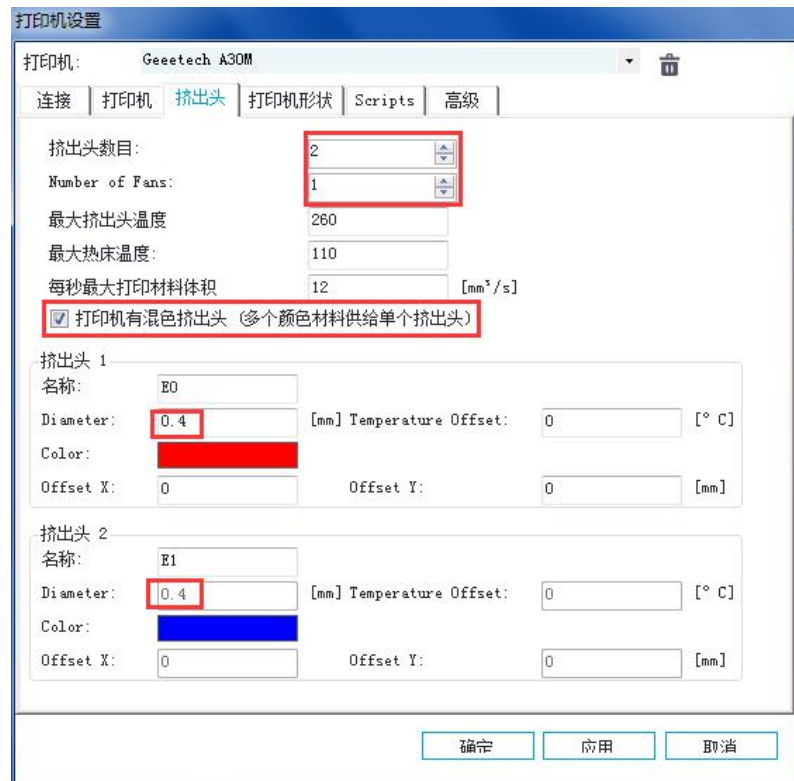 打印机设置
打印机: Geeetech A30M
连接 打印机 挤出头 打印机形状 Scripts 高级
挤出头数目: 2
Number of Fans: 1
最大挤出头温度 260
最大热床温度: 110
每秒最大打印材料体积 12 [mm³/s]
打印机有混色挤出头 (多个颜色材料供给单个挤出头)
挤出头 1
名称: E0
Diameter: 0.4 [mm] Temperature Offset: 0 [° C]
Color:
Offset X: 0 Offset Y: 0 [mm]
挤出头 2
名称: E1
Diameter: 0.4 [mm] Temperature Offset: 0 [° C]
Color:
Offset X: 0 Offset Y: 0 [mm]
确定 应用 取消